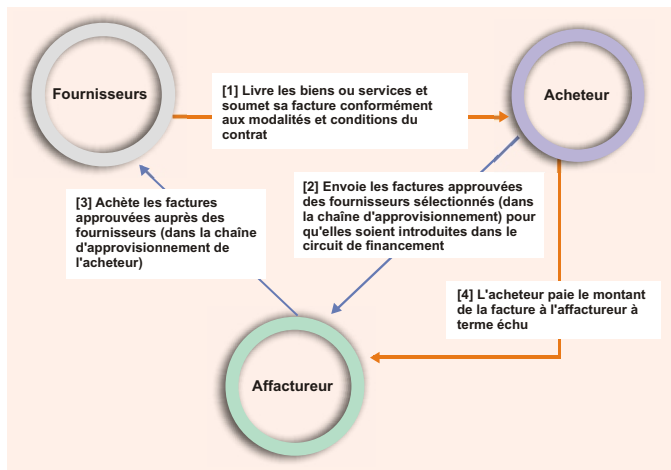 Fournisseurs
[1] Livre les biens ou services et
soumet sa facture conformément
aux modalités et conditions du
contrat
Acheteur
[3] Achète les factures
approuvées auprès des
fournisseurs (dans la chaîne
d'approvisionnement de
l'acheteur)
[2] Envoie les factures approuvées
des fournisseurs sélectionnés (dans
la chaîne d'approvisionnement) pour
qu'elles soient introduites dans le
circuit de financement
[4] L'acheteur paie le montant
de la facture à l'affactureur à
terme échu
Affactureur